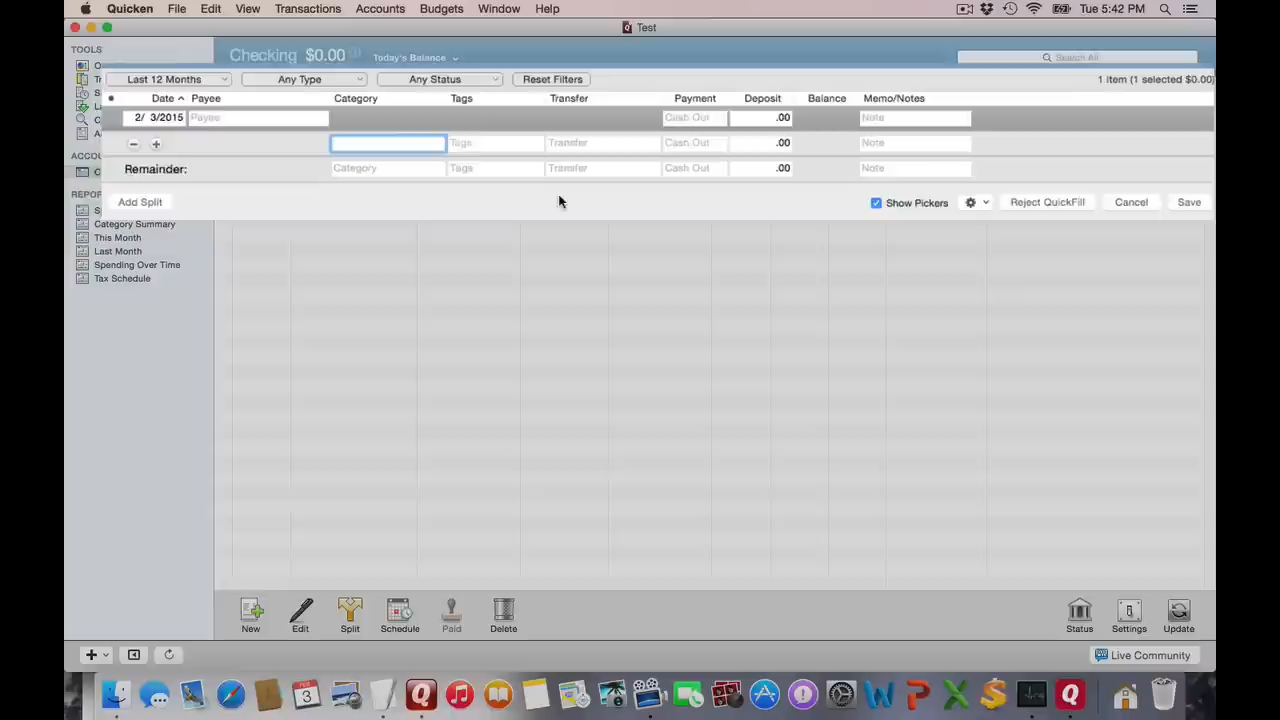 Quicken File Edit View Transactions Accounts Budgets Window Help Tue 5:42 PM
Test
TOOLS
Checking $0.00 Today's Balance Search All
Last 12 Months Any Type Any Status Reset Filters 1 Item (1 selected $0.00)
Date Payee Category Tags Transfer Payment Deposit Balance Memo/Notes
2/ 3/2015 Payee Cash Out .00 Note
Tags Transfer Cash Out .00 Note
ACCOU
Remainder: Category Tags Transfer Cash Out .00 Note
REPOR
Add Split Show Pickers Reject QuickFill Cancel Save
Category Summary
This Month
Last Month
Spending Over Time
Tax Schedule
New Edit Split Schedule Paid Delete Status Settings Update
Live Community
FEB
3